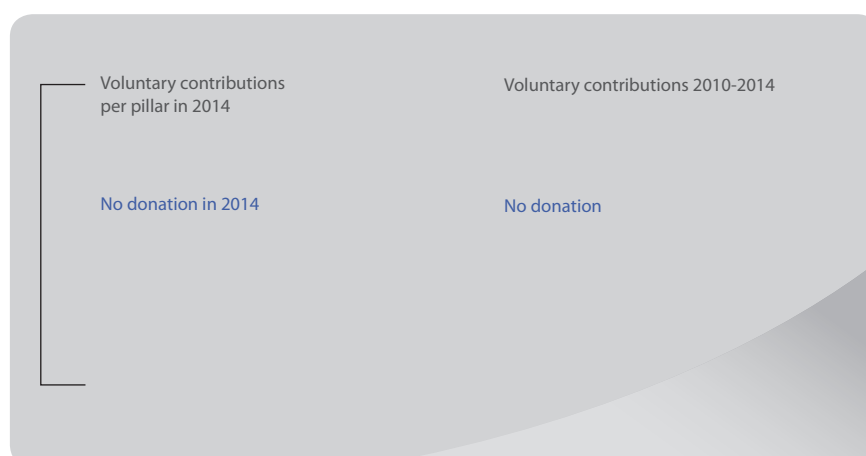 Voluntary contributions
per pillar in 2014
Voluntary contributions 2010-2014
No donation in 2014
No donation